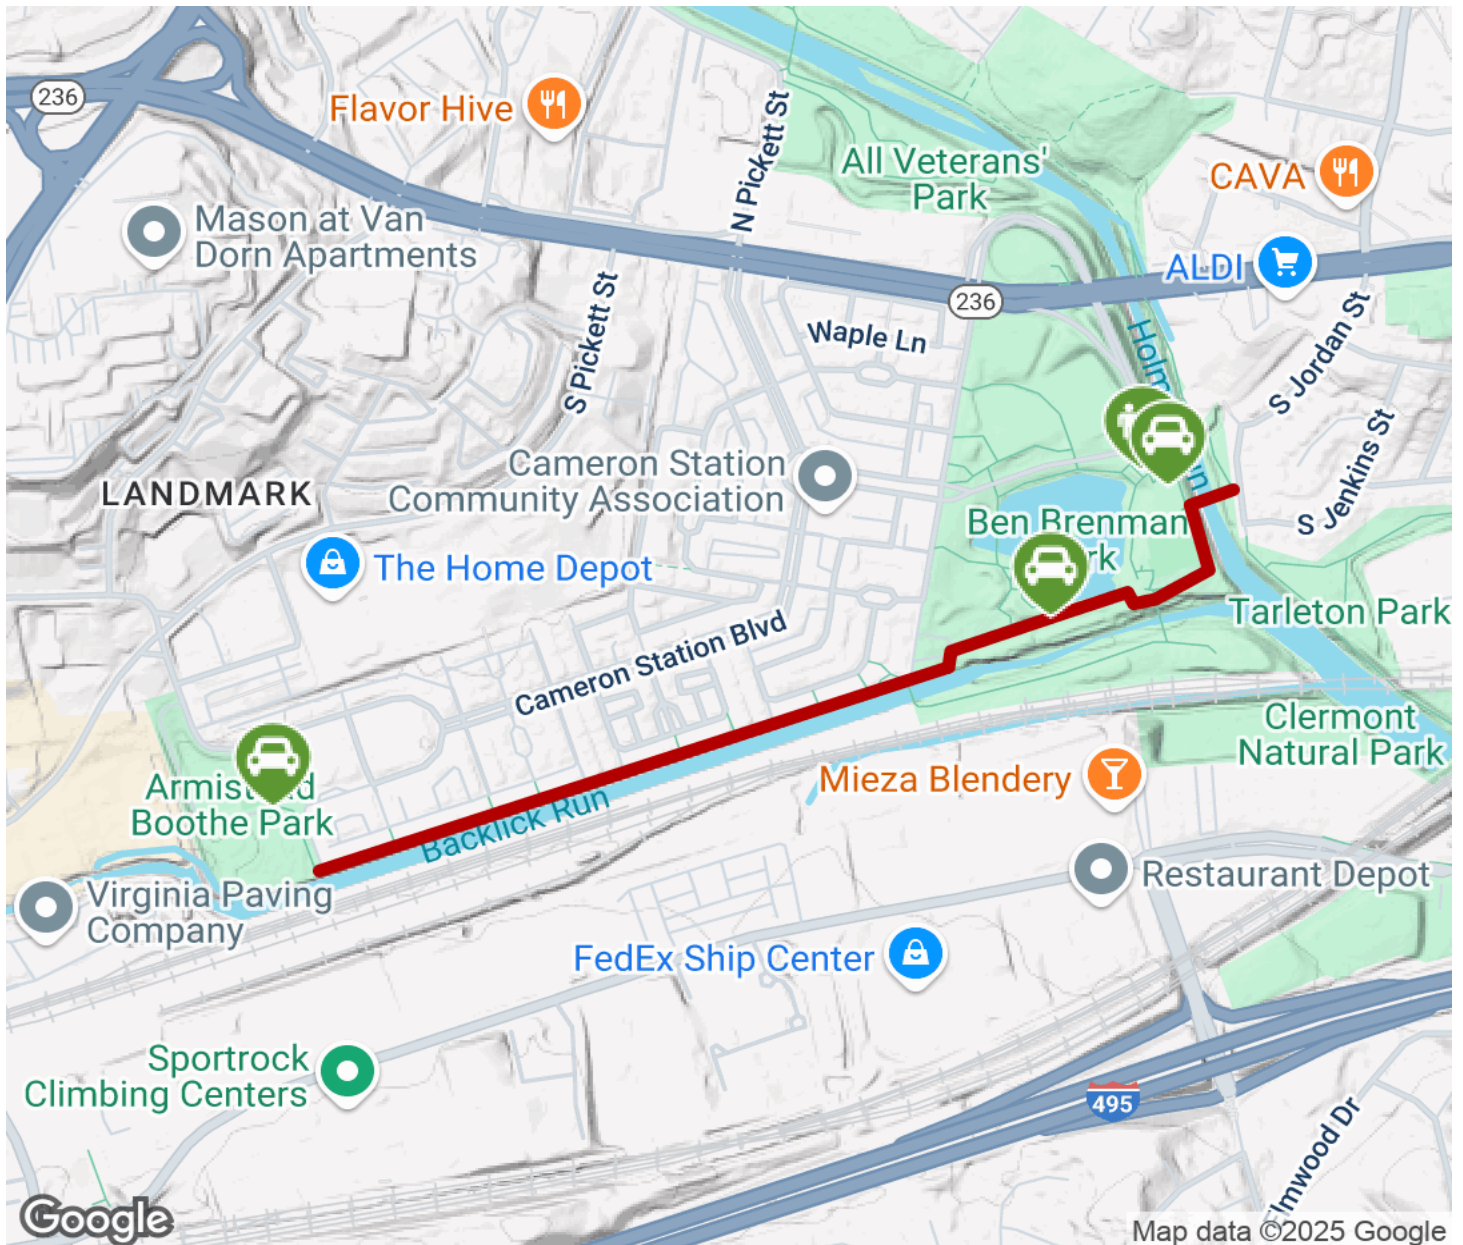 236
Flavor Hive
N Pickett St
All Veterans'
Park
CAVA
Mason at Van
Dorn Apartments
ALDI
S Pickett St
236
Waple Ln
S Jordan St
Cameron Station
Community Association
LANDMARK
S Jenkins St
Ben Brenman
The Home Depot
Tarleton Park
Cameron Station Blvd
Clermont
Natural Park
Mieza Blendery
Boothe Park
Backlick Run
Restaurant Depot
Virginia Paving
Company
FedEx Ship Center
Sportrock
Climbing Centers
495
Google
Map data ©2025 Google